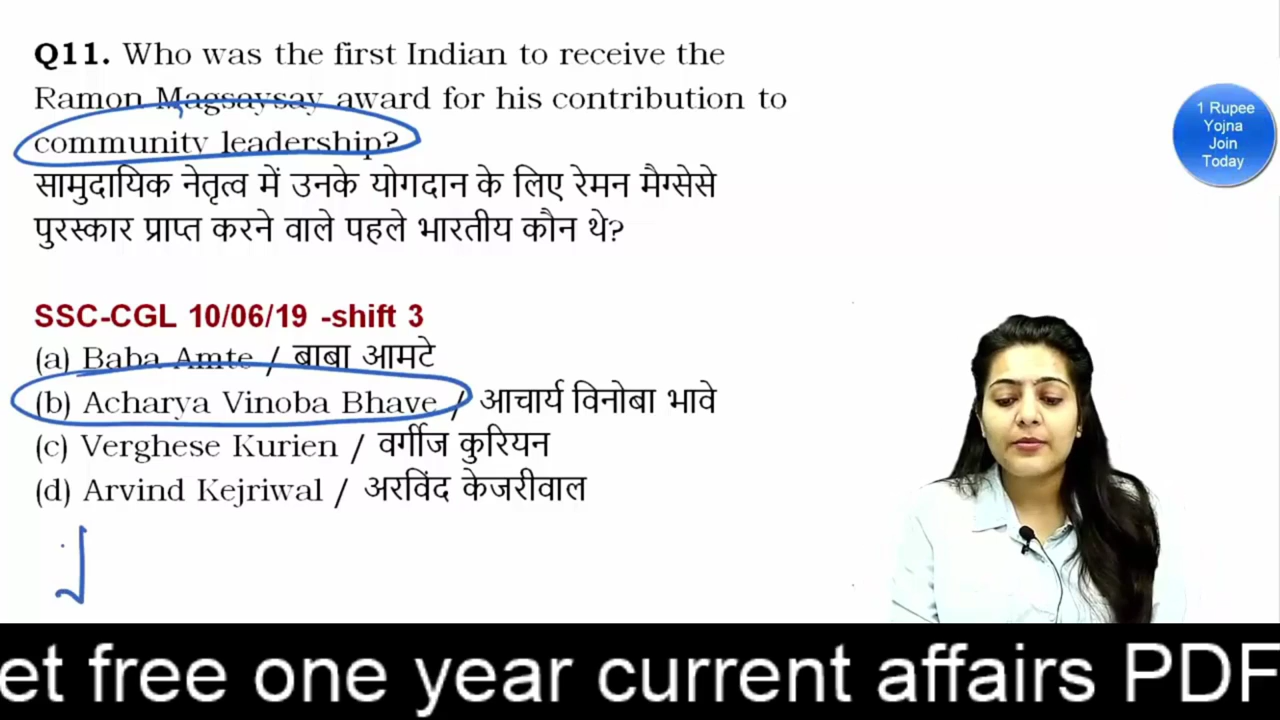 Q11. Who was the first Indian to receive the
Ramon Magsaysay award for his contribution to
community leadership?
सामुदायिक नेतृत्व में उनके योगदान के लिए रेमन मैग्सेसे
पुरस्कार प्राप्त करने वाले पहले भारतीय कौन थे?
1 Rupee
Yojna
Join
Today
SSC-CGL 10/06/19 -shift 3
(a) Baba Amte / बाबा आमटे
(b) Acharya Vinoba Bhave / आचार्य विनोबा भावे
(c) Verghese Kurien / वर्गीज कुरियन
(d) Arvind Kejriwal / अरविंद केजरीवाल
et free one year current affairs PDF